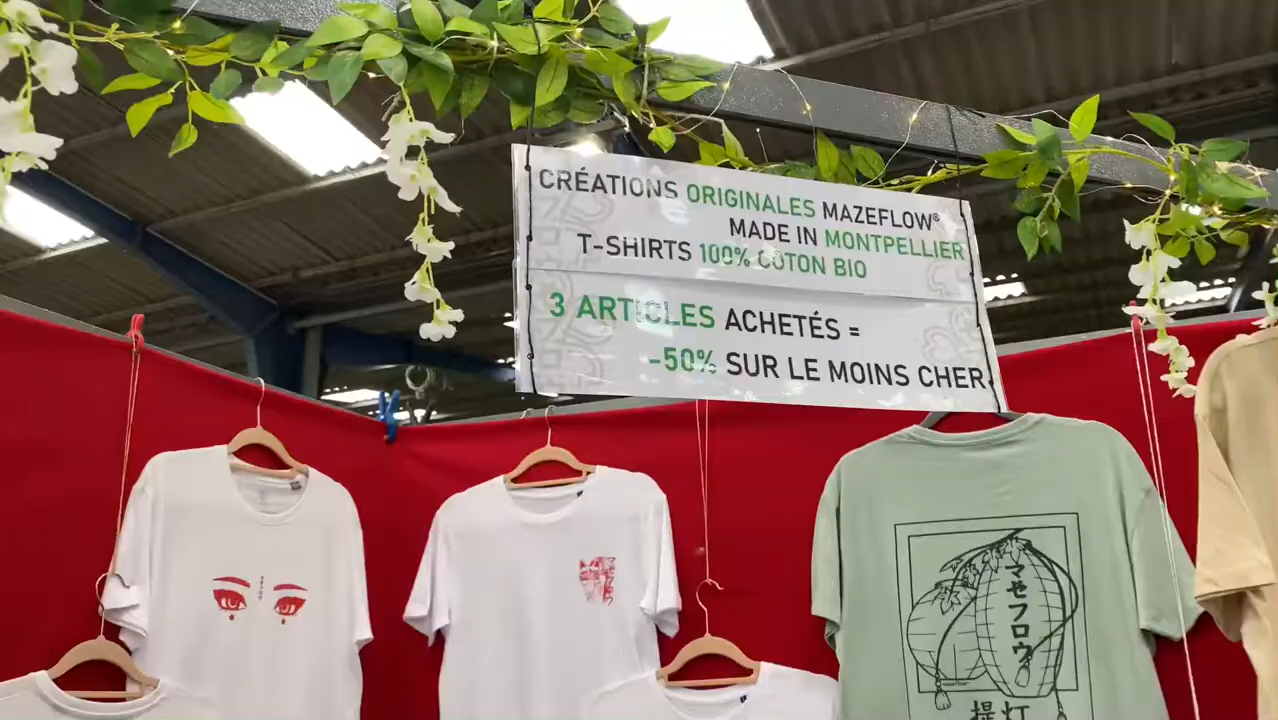 CRÉATIONS ORIGINALES MAZEFLOW®
MADE IN MONTPELLIER
T-SHIRTS 100% COTON BIO
3 ARTICLES ACHETÉS =
-50% SUR LE MOINS CHER
マゼフロウ
提灯